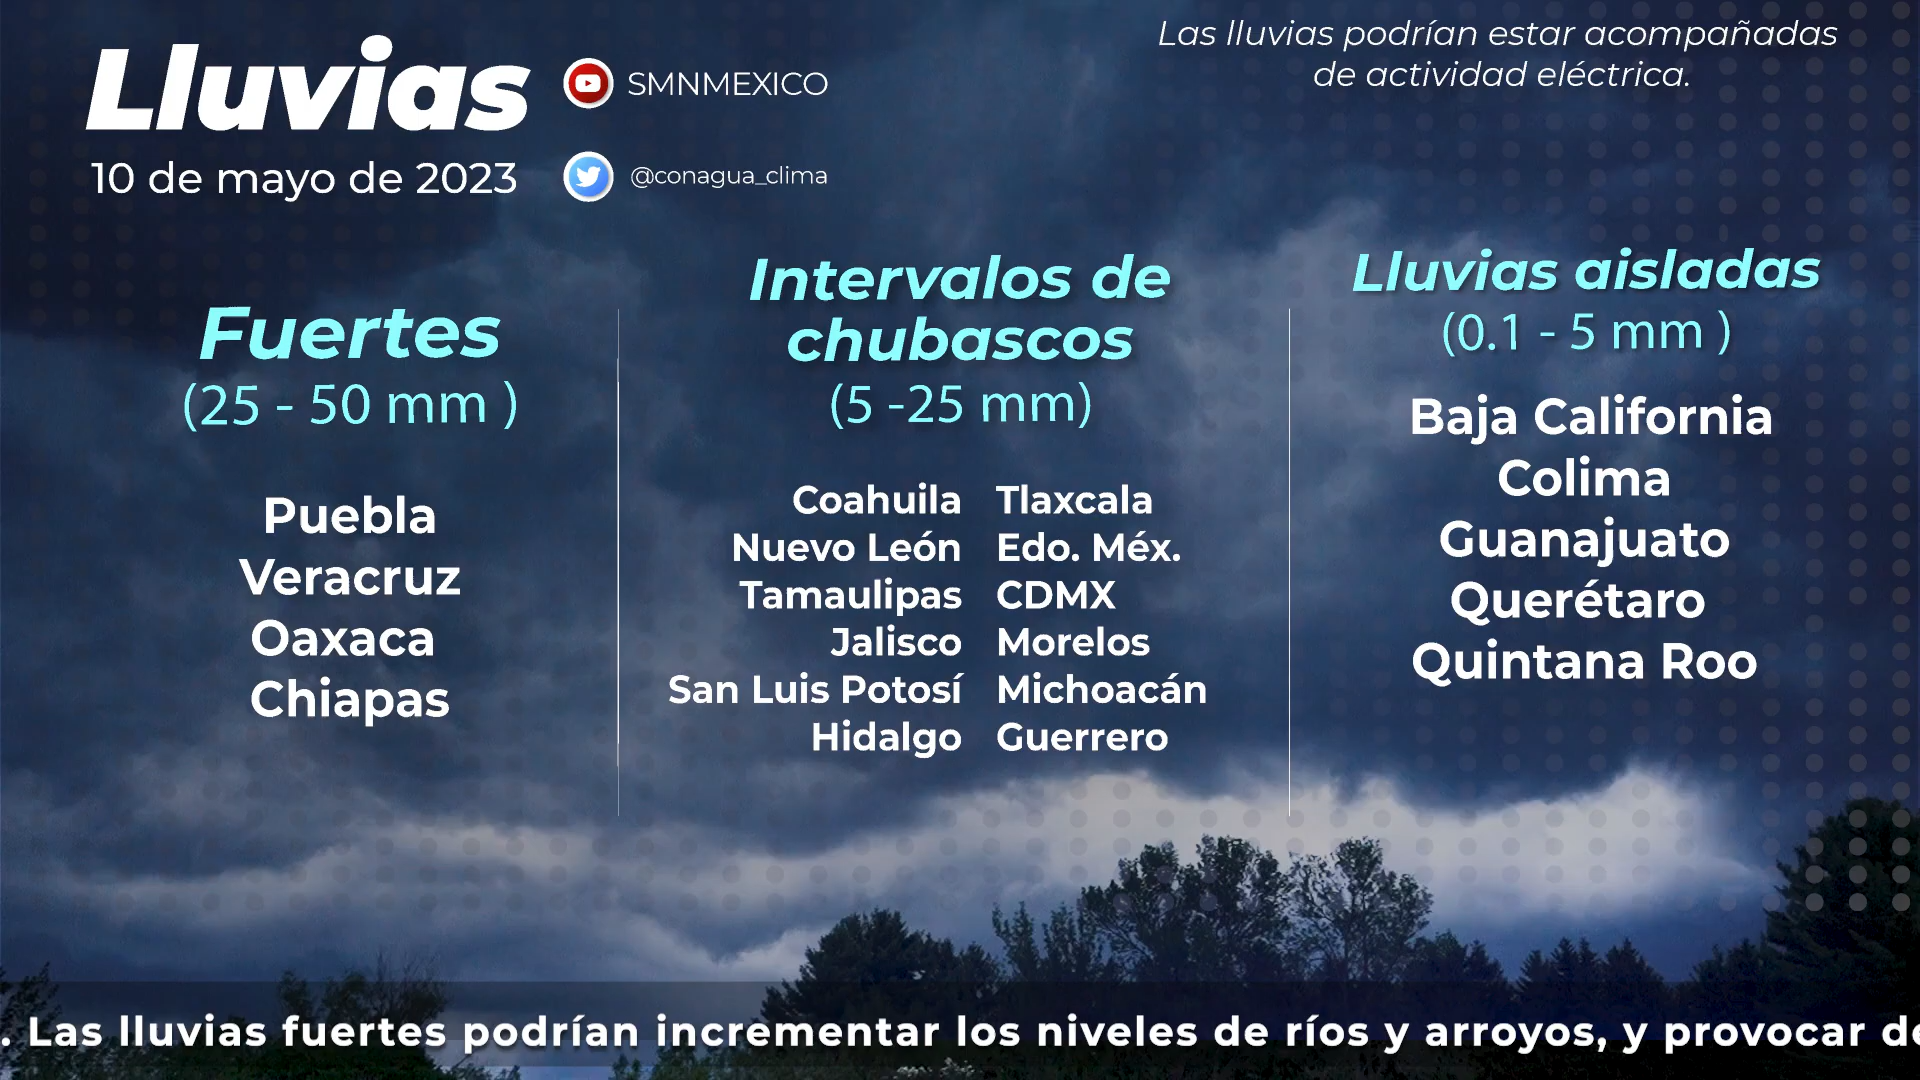 Lluvias
10 de mayo de 2023
SMNMEXICO
@conagua_clima
Las lluvias podrían estar acompañadas
de actividad eléctrica.
Fuertes
(25 - 50 mm )
Puebla
Veracruz
Oaxaca
Chiapas
Intervalos de
chubascos
(5 -25 mm)
Coahuila
Nuevo León
Tamaulipas
Jalisco
San Luis Potosí
Hidalgo
Tlaxcala
Edo. Méx.
CDMX
Morelos
Michoacán
Guerrero
Lluvias aisladas
(0.1 - 5 mm )
Baja California
Colima
Guanajuato
Querétaro
Quintana Roo
. Las lluvias fuertes podrían incrementar los niveles de ríos y arroyos, y provocar